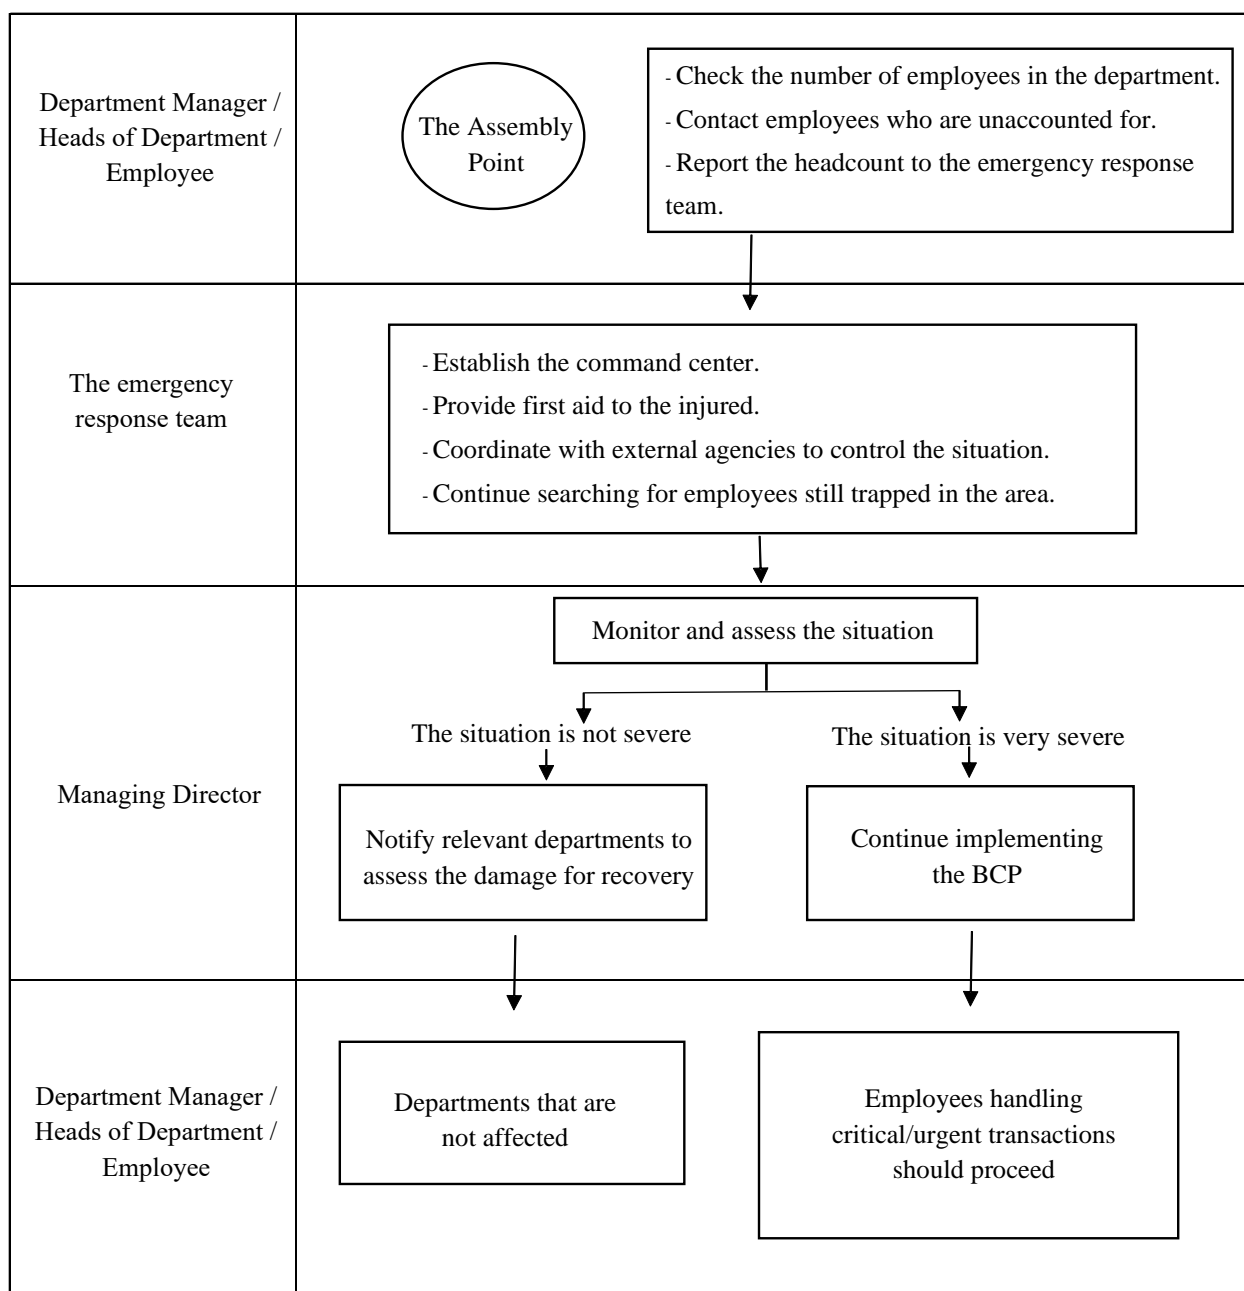 Department Manager /
Heads of Department /
Employee
The Assembly
Point
- Check the number of employees in the department.
- Contact employees who are unaccounted for.
- Report the headcount to the emergency response
team.
The emergency
response team
- Establish the command center.
- Provide first aid to the injured.
- Coordinate with external agencies to control the situation.
- Continue searching for employees still trapped in the area.
Managing Director
Monitor and assess the situation
The situation is not severe
The situation is very severe
Notify relevant departments to
assess the damage for recovery
Continue implementing
the BCP
Department Manager /
Heads of Department /
Employee
Departments that are
not affected
Employees handling
critical/urgent transactions
should proceed